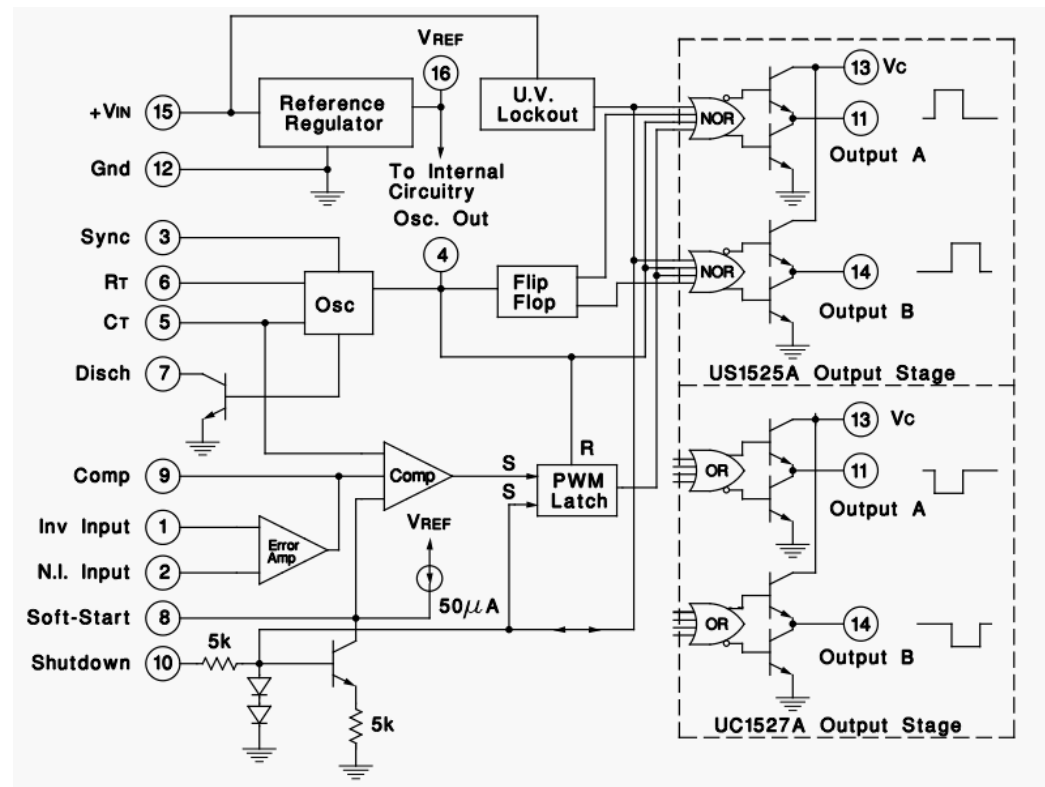 VREF
16
13 Vc
+VIN 15
Reference
Regulator
U.V.
Lockout
NOR
11
Output A
Gnd 12
To Internal
Circuitry
Osc. Out
4
Sync 3
RT 6
Osc
Flip
Flop
NOR
14
Output B
CT 5
Disch 7
US1525A Output Stage
13 Vc
R
Comp 9
Comp
S
S
PWM
Latch
OR
11
Output A
Inv Input 1
Error
Amp
VREF
N.I. Input 2
50μA
Soft-Start 8
OR
14
Output B
Shutdown 10
5k
5k
UC1527A Output Stage